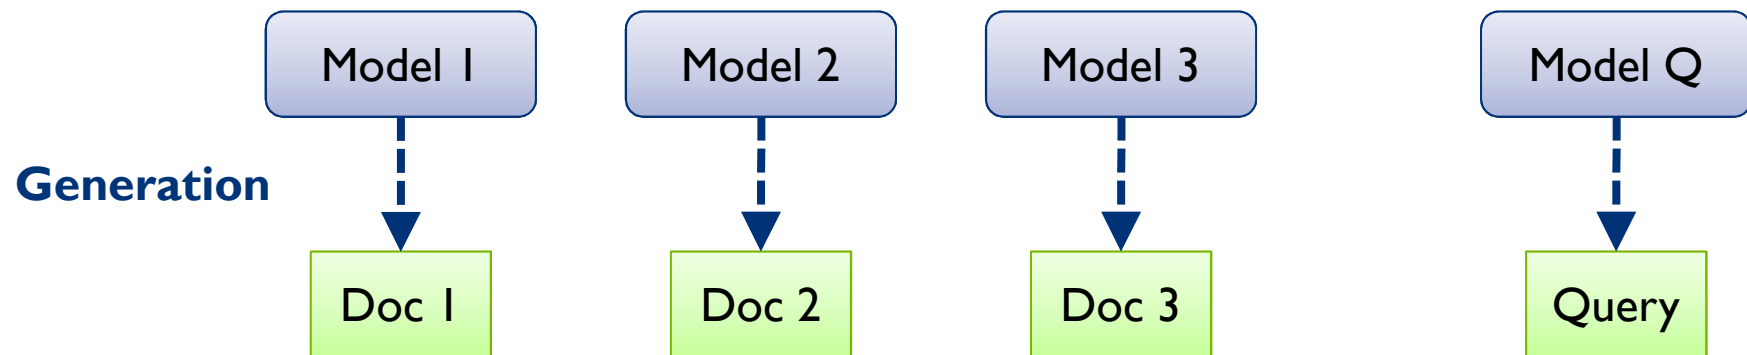 Model 1 Model 2 Model 3 Model Q
Generation
Doc 1 Doc 2 Doc 3 Query